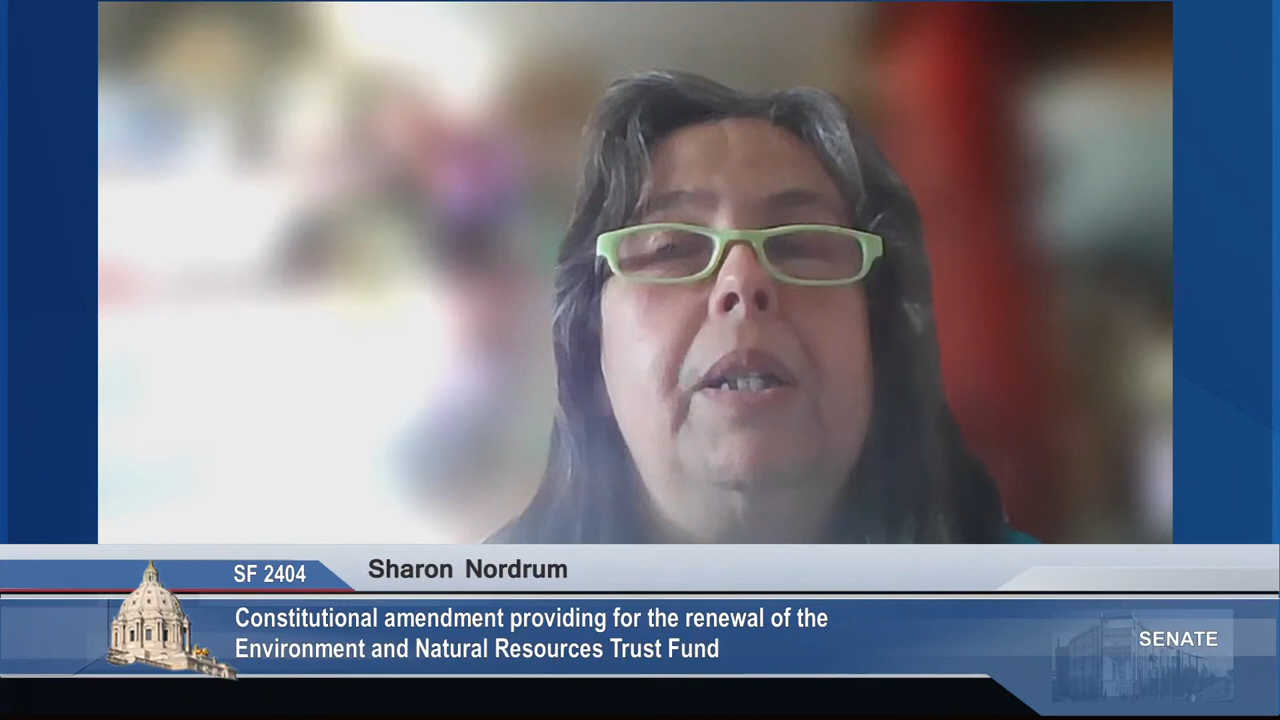 SF 2404
Sharon Nordrum
Constitutional amendment providing for the renewal of the
Environment and Natural Resources Trust Fund
SENATE